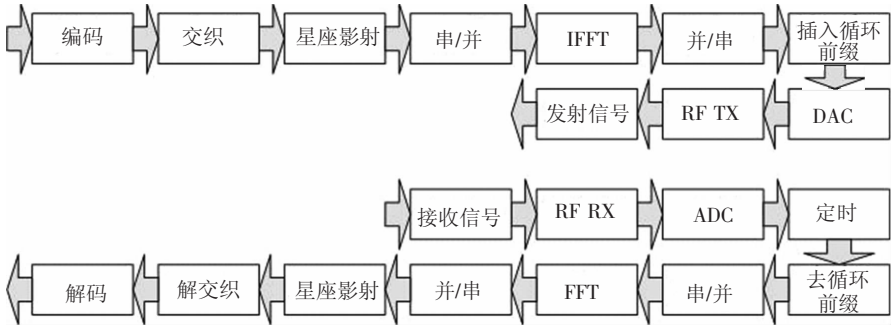 编码 交织 星座影射 串/并 IFFT 并/串 插入循环
前缀
发射信号 RF TX DAC
接收信号 RF RX ADC 定时
解码 解交织 星座影射 并/串 FFT 串/并 去循环
前缀